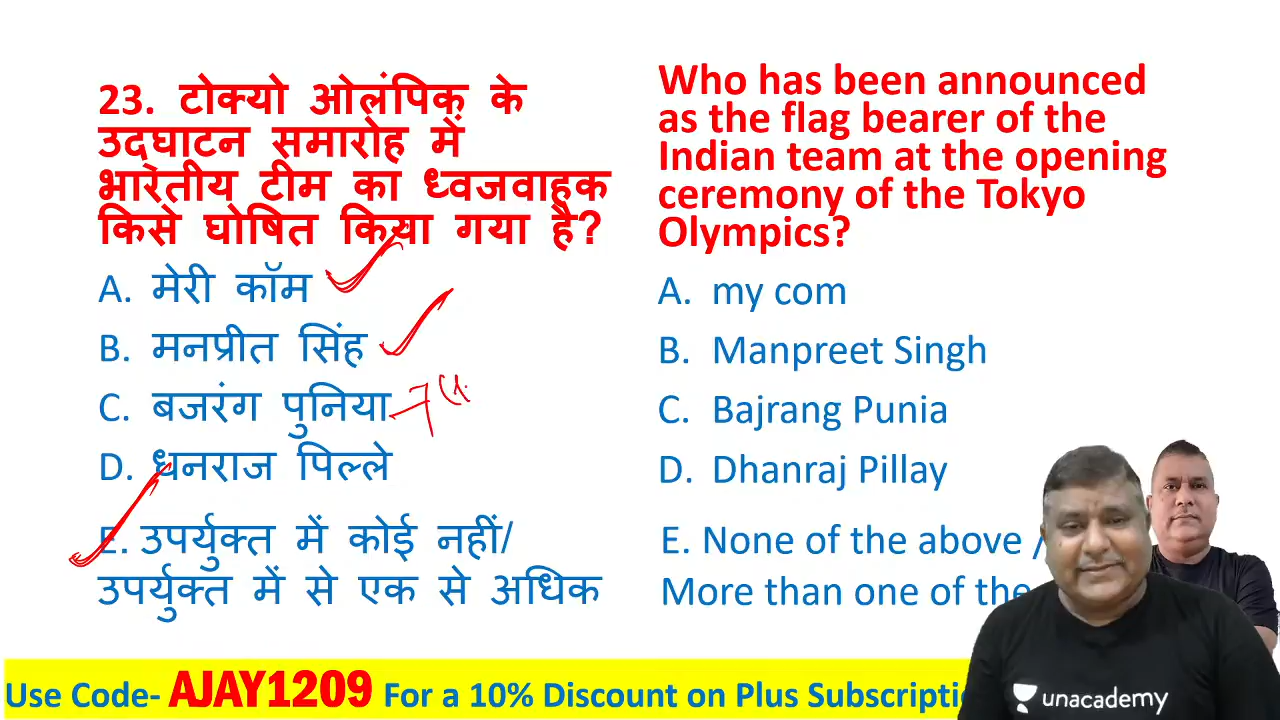 23. टोक्यो ओलंपिक के
उद्घाटन समारोह में
भारतीय टीम का ध्वजवाहक
किसे घोषित किया गया है?
A. मेरी कॉम
B. मनप्रीत सिंह
C. बजरंग पुनिया
D. धनराज पिल्ले
E. उपर्युक्त में कोई नहीं/
उपर्युक्त में से एक से अधिक
Who has been announced
as the flag bearer of the
Indian team at the opening
ceremony of the Tokyo
Olympics?
A. my com
B. Manpreet Singh
C. Bajrang Punia
D. Dhanraj Pillay
E. None of the above /
More than one of the
Use Code- AJAY1209 For a 10% Discount on Plus
unacademy